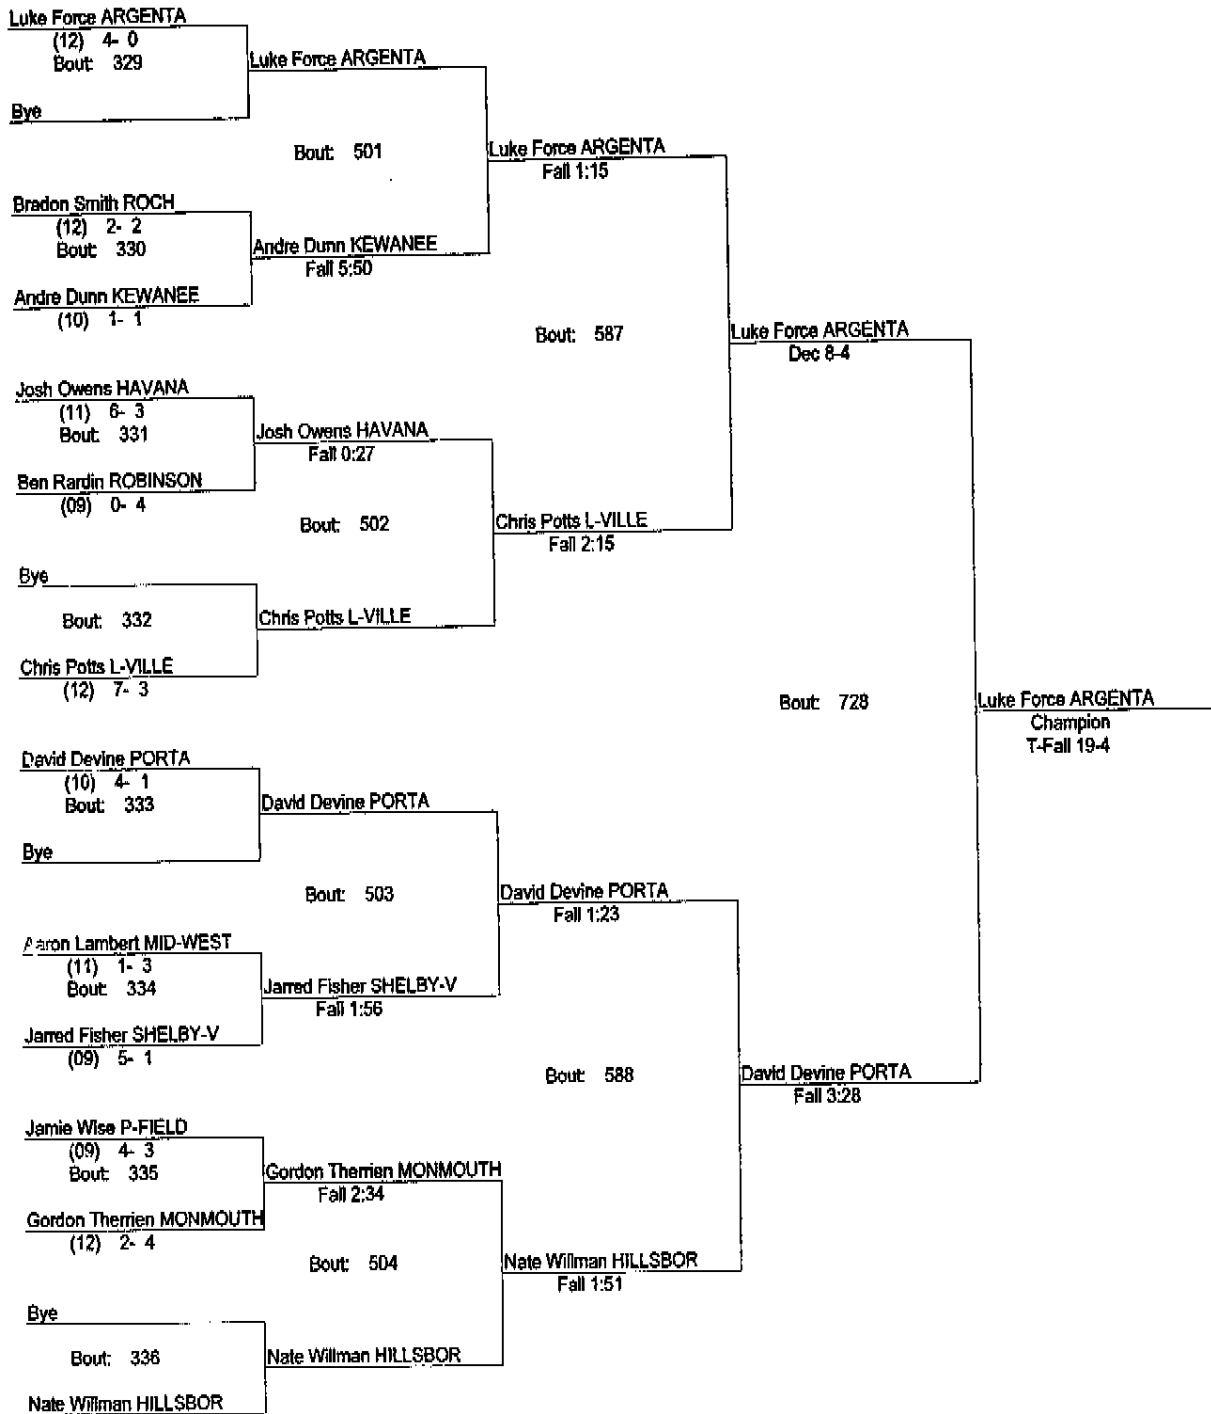 Luke Force ARGENTA
(12) 4- 0
Bout: 329
Luke Force ARGENTA
Bye
Bout: 501
Luke Force ARGENTA
Fall 1:15
Bradon Smith ROCH
(12) 2- 2
Bout: 330
Andre Dunn KEWANEE
Fall 5:50
Andre Dunn KEWANEE
(10) 1- 1
Bout: 587
Luke Force ARGENTA
Dec 8-4
Josh Owens HAVANA
(11) 6- 3
Bout: 331
Josh Owens HAVANA
Fall 0:27
Ben Rardin ROBINSON
(09) 0- 4
Bout: 502
Chris Potts L-VILLE
Fall 2:15
Bye
Bout: 332
Chris Potts L-VILLE
Chris Potts L-VILLE
(12) 7- 3
Bout: 728
Luke Force ARGENTA
Champion
T-Fall 19-4
David Devine PORTA
(10) 4- 1
Bout: 333
David Devine PORTA
Bye
Bout: 503
David Devine PORTA
Fall 1:23
Aaron Lambert MID-WEST
(11) 1- 3
Bout: 334
Jarred Fisher SHELBY-V
Fall 1:56
Jarred Fisher SHELBY-V
(09) 5- 1
Bout: 588
David Devine PORTA
Fall 3:28
Jamie Wise P-FIELD
(09) 4- 3
Bout: 335
Gordon Therrien MONMOUTH
Fall 2:34
Gordon Therrien MONMOUTH
(12) 2- 4
Bout: 504
Nate Willman HILLSBOR
Fall 1:51
Bye
Bout: 336
Nate Willman HILLSBOR
Nate Willman HILLSBOR